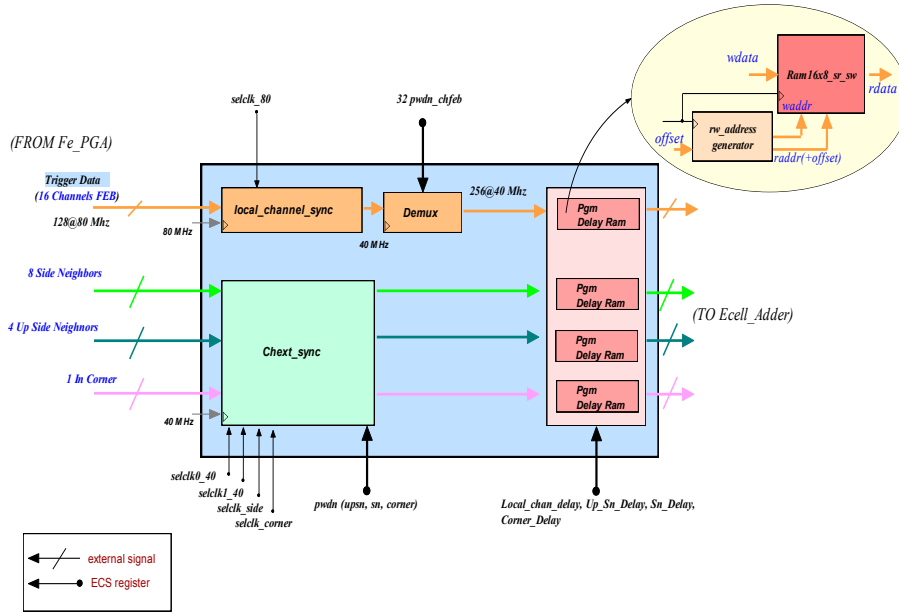 wdata
Ram16x8_sr_sw
rdata
waddr
offset
rw_address
generator
raddr(+offset)
selclk_80
32 pwdn_chfeb
(FROM Fe_PGA)
Trigger Data
(16 Channels FEB)
128@80 Mhz
local_channel_sync
80 MHz
Demux
40 MHz
256@40 Mhz
Pgm
Delay Ram
8 Side Neighbors
Pgm
Delay Ram
(TO Ecell_Adder)
4 Up Side Neighnors
Chext_sync
Pgm
Delay Ram
1 In Corner
Pgm
Delay Ram
40 MHz
selclk0_40
selclk1_40
selclk_side
selclk_corner
pwdn (upsn, sn, corner)
Local_chan_delay, Up_Sn_Delay, Sn_Delay,
Corner_Delay
external signal
ECS register